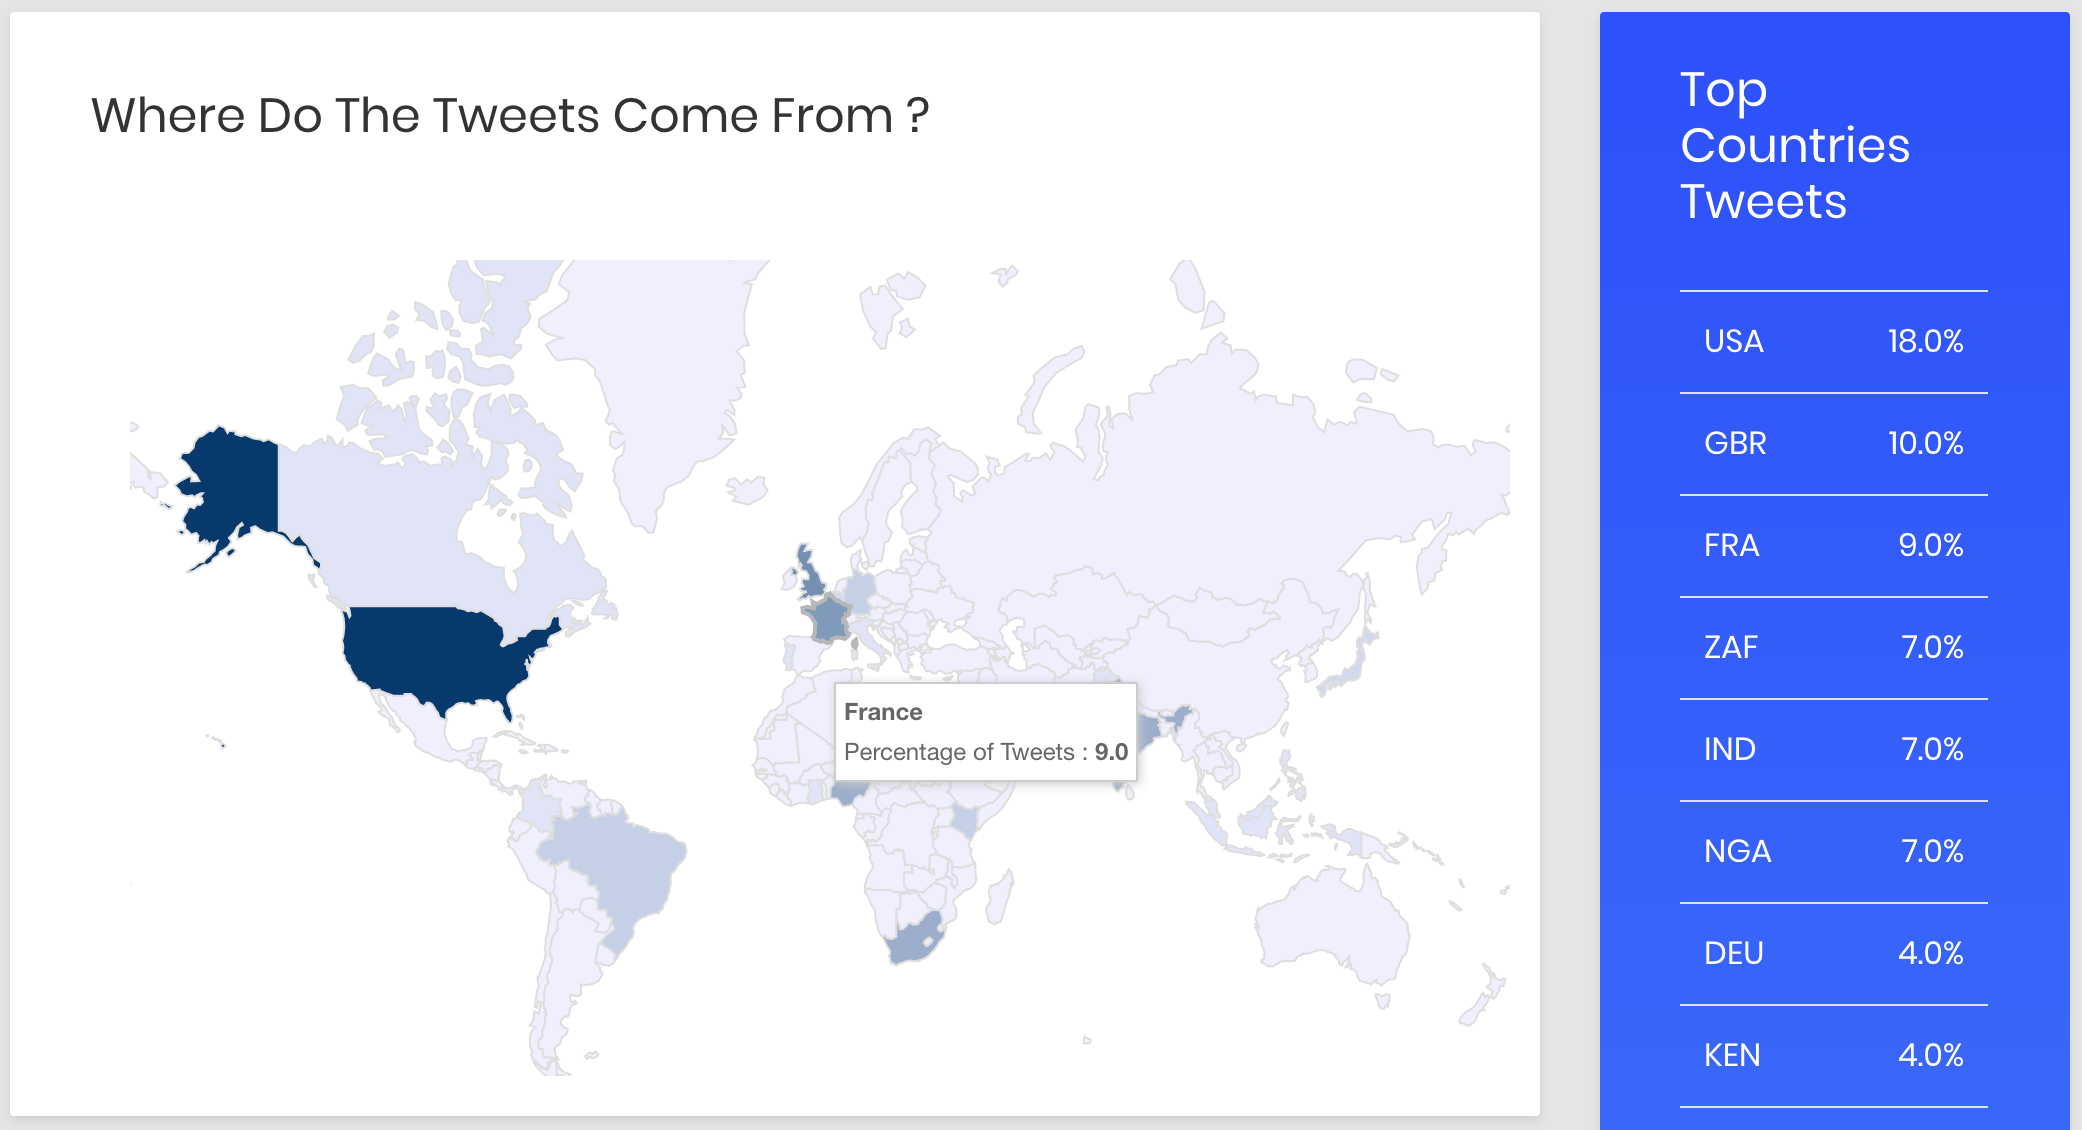 Where Do The Tweets Come From ?
France
Percentage of Tweets : 9.0
Top
Countries
Tweets
USA 18.0%
GBR 10.0%
FRA 9.0%
ZAF 7.0%
IND 7.0%
NGA 7.0%
DEU 4.0%
KEN 4.0%